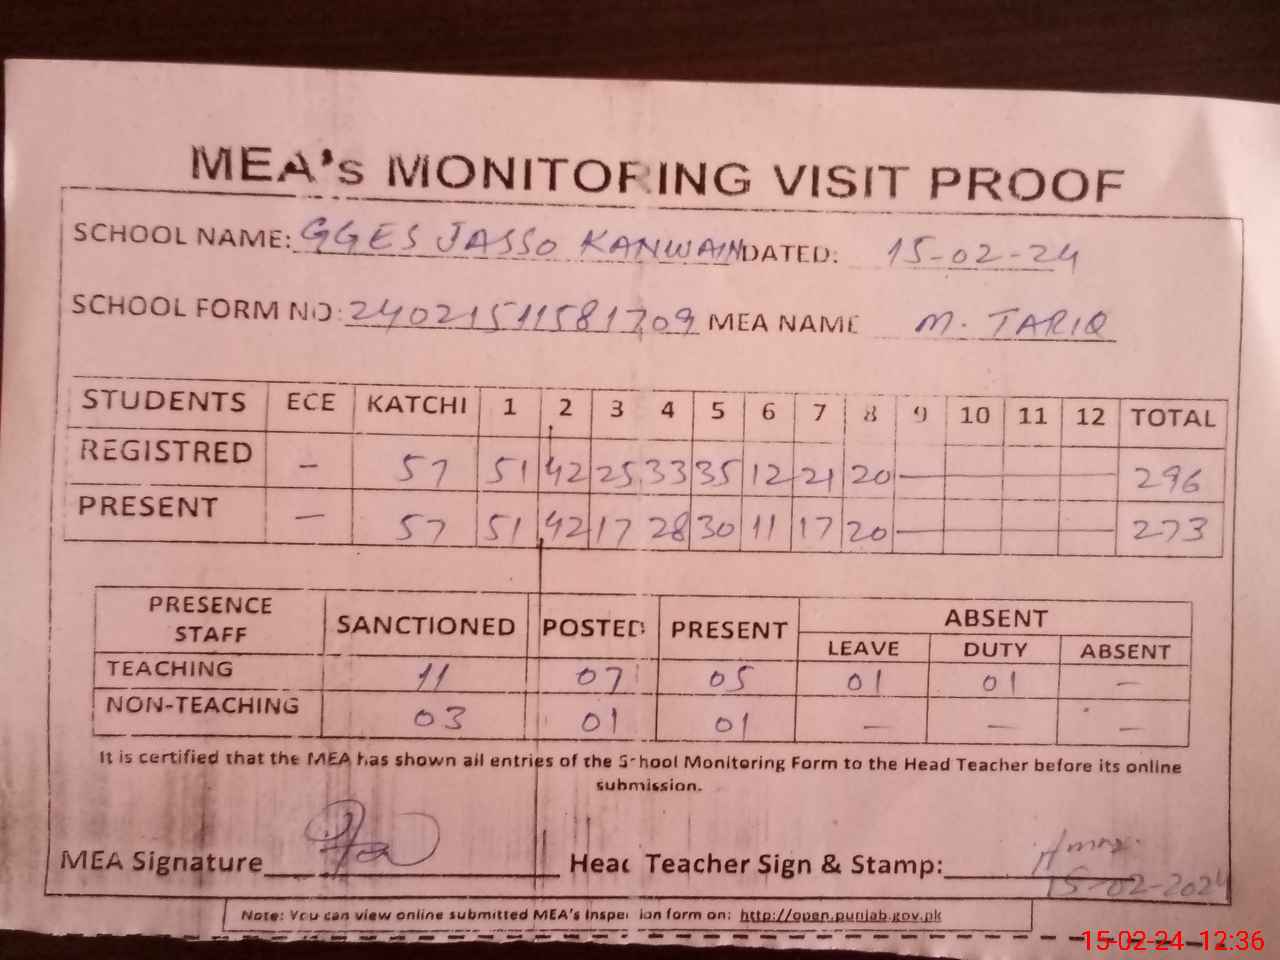 MEA's MONITORING VISIT PROOF
SCHOOL NAME: GGES JASSO KANWAIN DATED: 15-02-24
SCHOOL FORM NO: 24021511581709 MEA NAME M. TARIQ
STUDENTS ECE KATCHI 1 2 3 4 5 6 7 8 9 10 11 12 TOTAL
REGISTRED - 57 51 42 25 33 35 12 21 20 — 296
PRESENT - 57 51 42 17 28 30 11 17 20 — 273
PRESENCE STAFF SANCTIONED POSTED PRESENT ABSENT
LEAVE DUTY ABSENT
TEACHING 11 07 05 01 01 -
NON-TEACHING 03 01 01 - - -
It is certified that the MEA has shown all entries of the School Monitoring Form to the Head Teacher before its online
submission.
MEA Signature Head Teacher Sign & Stamp:
15-02-2024
Note: You can view online submitted MEA's Inspection form on: http://open.punjab.gov.pk
15-02-24 12:36